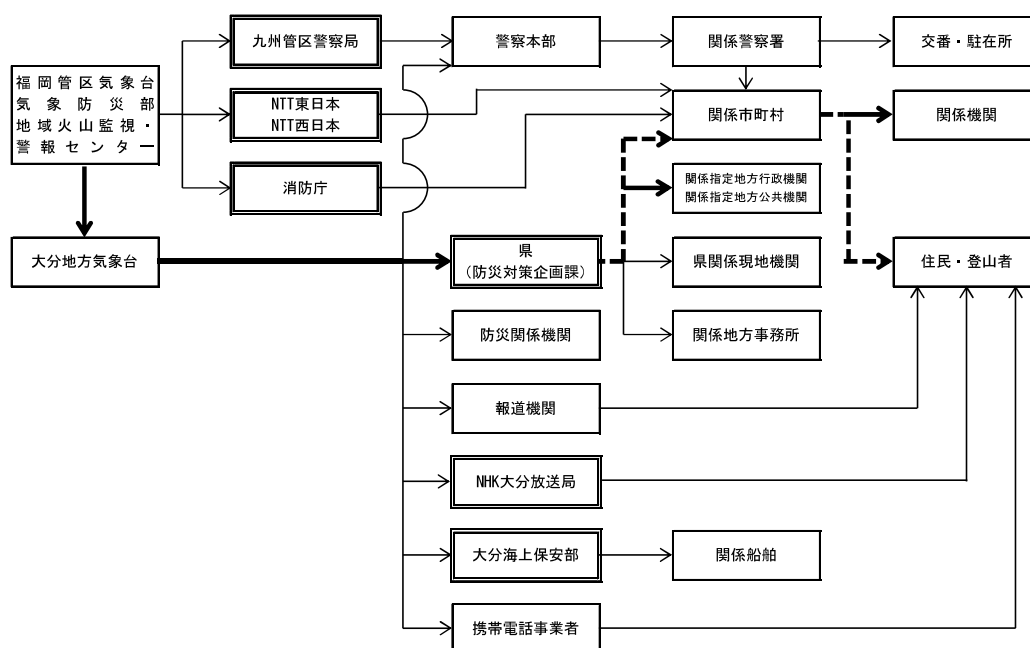 九州管区警察局
警察本部
関係警察署
交番・駐在所
福岡管区気象台
気象防災部
地域火山監視・
警報センター
NTT東日本
NTT西日本
関係市町村
関係機関
消防庁
関係指定地方行政機関
関係指定地方公共機関
大分地方気象台
県
（防災対策企画課）
県関係現地機関
住民・登山者
防災関係機関
関係地方事務所
報道機関
NHK大分放送局
大分海上保安部
関係船舶
携帯電話事業者